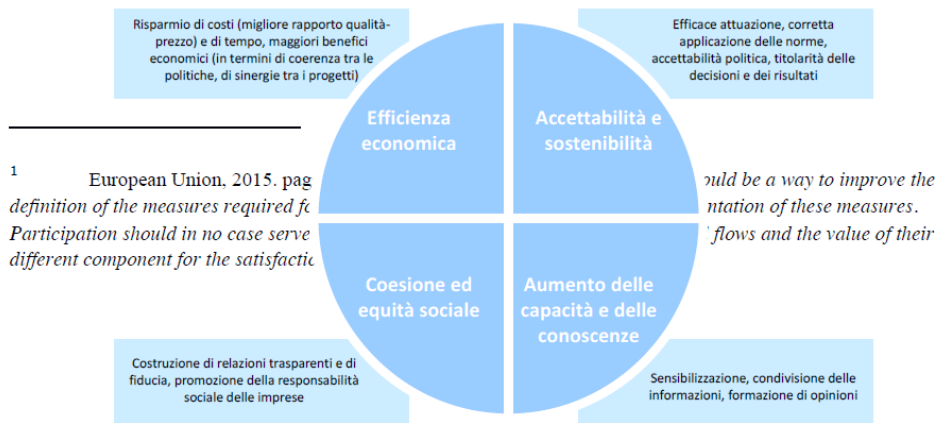 Risparmio di costi (migliore rapporto qualità-
prezzo) e di tempo, maggiori benefici
economici (in termini di coerenza tra le
politiche, di sinergie tra i progetti)
Efficace attuazione, corretta
applicazione delle norme,
accettabilità politica, titolarità delle
decisioni e dei risultati
Efficienza
economica
Accettabilità e
sostenibilità
1 European Union, 2015. pag ould be a way to improve the
definition of the measures required fo ntation of these measures.
Participation should in no case serve flows and the value of their
different component for the satisfactio
Coesione ed
equità sociale
Aumento delle
capacità e delle
conoscenze
Costruzione di relazioni trasparenti e di
fiducia, promozione della responsabilità
sociale delle imprese
Sensibilizzazione, condivisione delle
informazioni, formazione di opinioni